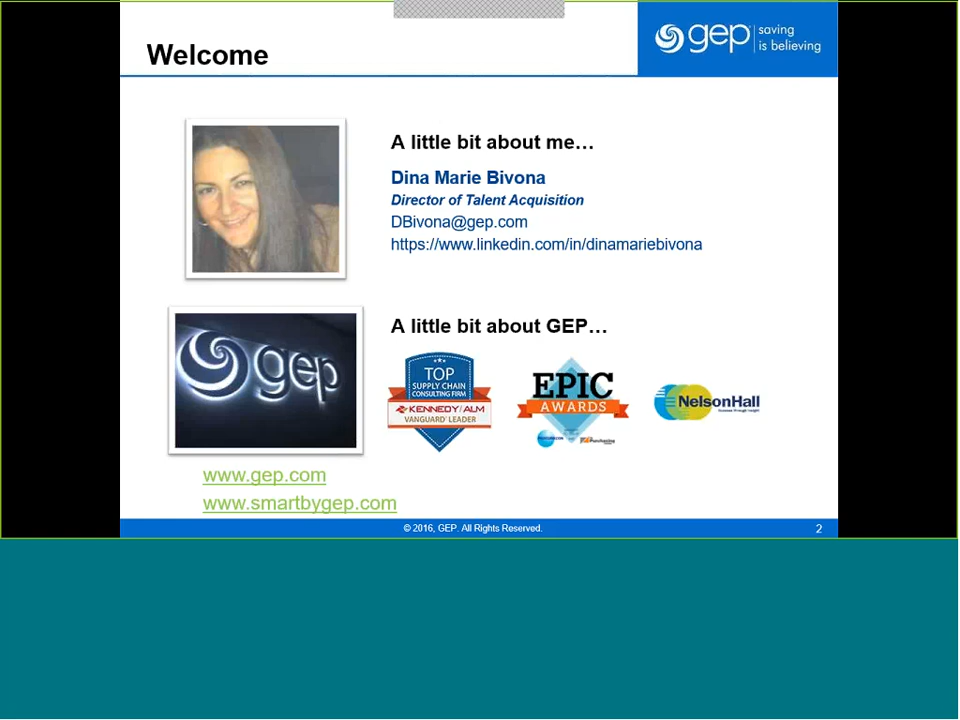 Welcome
gep saving
is believing
A little bit about me…
Dina Marie Bivona
Director of Talent Acquisition
DBivona@gep.com
https://www.linkedin.com/in/dinamariebivona
gep
A little bit about GEP…
TOP
SUPPLY CHAIN
CONSULTING FIRM
KENNEDY/ALM
VANGUARD LEADER
EPIC
AWARDS
NelsonHall
www.gep.com
www.smartbygep.com
© 2016, GEP. All Rights Reserved.
2